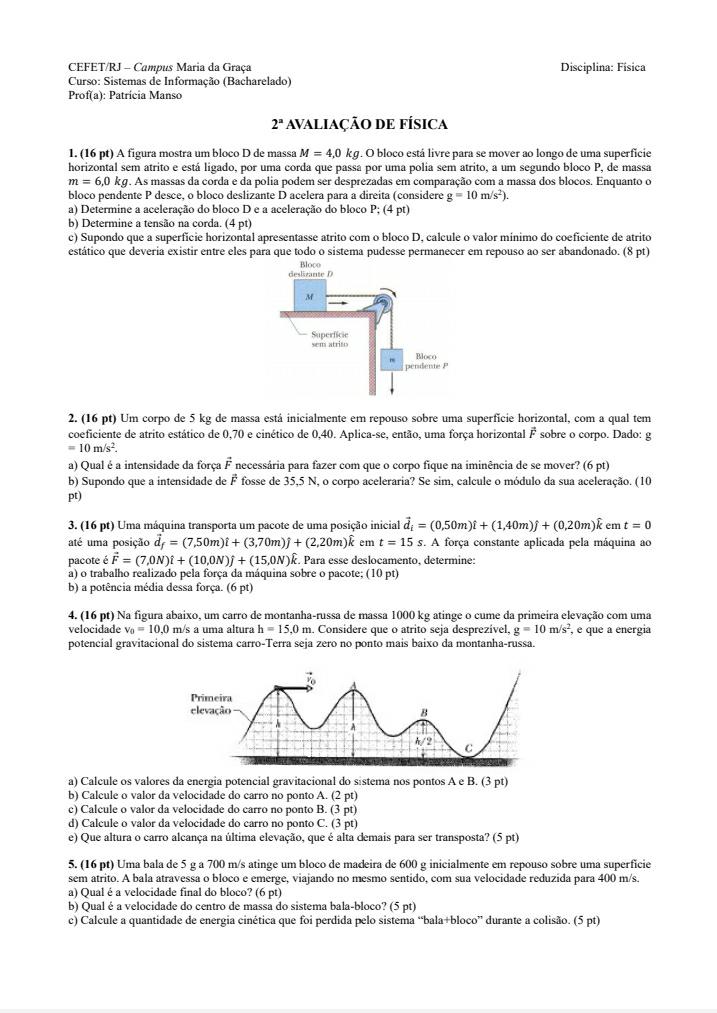 CEFET/RJ – Campus Maria da Graça Disciplina: Física
Curso: Sistemas de Informação (Bacharelado)
Prof(a): Patrícia Manso
2ª AVALIAÇÃO DE FÍSICA
1. (16 pt) A figura mostra um bloco D de massa M = 4,0 kg. O bloco está livre para se mover ao longo de uma superfície
horizontal sem atrito e está ligado, por uma corda que passa por uma polia sem atrito, a um segundo bloco P, de massa
m = 6,0 kg. As massas da corda e da polia podem ser desprezadas em comparação com a massa dos blocos. Enquanto o
bloco pendente P desce, o bloco deslizante D acelera para a direita (considere g = 10 m/s²).
a) Determine a aceleração do bloco D e a aceleração do bloco P; (4 pt)
b) Determine a tensão na corda. (4 pt)
c) Supondo que a superfície horizontal apresentasse atrito com o bloco D, calcule o valor mínimo do coeficiente de atrito
estático que deveria existir entre eles para que todo o sistema pudesse permanecer em repouso ao ser abandonado. (8 pt)
Bloco
deslizante D
M
Superfície
sem atrito
m
Bloco
pendente P
2. (16 pt) Um corpo de 5 kg de massa está inicialmente em repouso sobre uma superfície horizontal, com a qual tem
coeficiente de atrito estático de 0,70 e cinético de 0,40. Aplica-se, então, uma força horizontal F⃗ sobre o corpo. Dado: g
= 10 m/s².
a) Qual é a intensidade da força F⃗ necessária para fazer com que o corpo fique na iminência de se mover? (6 pt)
b) Supondo que a intensidade de F⃗ fosse de 35,5 N, o corpo aceleraria? Se sim, calcule o módulo da sua aceleração. (10
pt)
3. (16 pt) Uma máquina transporta um pacote de uma posição inicial d⃗ᵢ = (0,50m)î + (1,40m)ĵ + (0,20m)k̂ em t = 0
até uma posição d⃗_f = (7,50m)î + (3,70m)ĵ + (2,20m)k̂ em t = 15 s. A força constante aplicada pela máquina ao
pacote é F⃗ = (7,0N)î + (10,0N)ĵ + (15,0N)k̂. Para esse deslocamento, determine:
a) o trabalho realizado pela força da máquina sobre o pacote; (10 pt)
b) a potência média dessa força. (6 pt)
4. (16 pt) Na figura abaixo, um carro de montanha-russa de massa 1000 kg atinge o cume da primeira elevação com uma
velocidade v₀ = 10,0 m/s a uma altura h = 15,0 m. Considere que o atrito seja desprezível, g = 10 m/s², e que a energia
potencial gravitacional do sistema carro-Terra seja zero no ponto mais baixo da montanha-russa.
v⃗₀
A
Primeira
elevação
B
h
h
h/2
C
a) Calcule os valores da energia potencial gravitacional do sistema nos pontos A e B. (3 pt)
b) Calcule o valor da velocidade do carro no ponto A. (2 pt)
c) Calcule o valor da velocidade do carro no ponto B. (3 pt)
d) Calcule o valor da velocidade do carro no ponto C. (3 pt)
e) Que altura o carro alcança na última elevação, que é alta demais para ser transposta? (5 pt)
5. (16 pt) Uma bala de 5 g a 700 m/s atinge um bloco de madeira de 600 g inicialmente em repouso sobre uma superfície
sem atrito. A bala atravessa o bloco e emerge, viajando no mesmo sentido, com sua velocidade reduzida para 400 m/s.
a) Qual é a velocidade final do bloco? (6 pt)
b) Qual é a velocidade do centro de massa do sistema bala-bloco? (5 pt)
c) Calcule a quantidade de energia cinética que foi perdida pelo sistema “bala+bloco” durante a colisão. (5 pt)